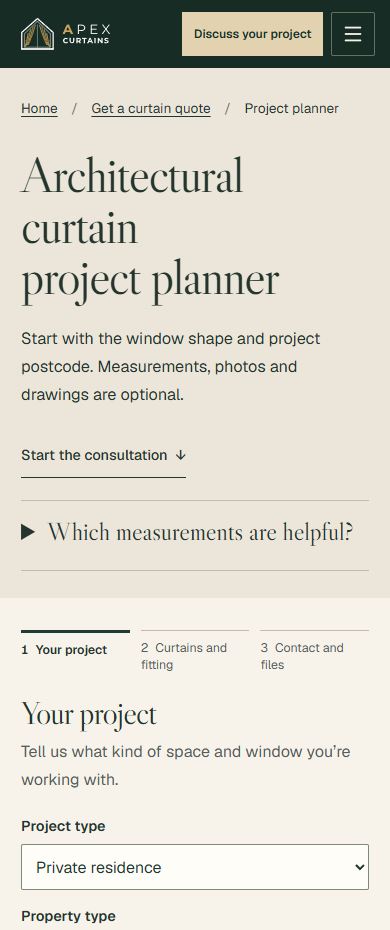 APEX
CURTAINS
Discuss your project
Home / Get a curtain quote / Project planner
Architectural
curtain
project planner
Start with the window shape and project
postcode. Measurements, photos and
drawings are optional.
Start the consultation ↓
Which measurements are helpful?
1 Your project
2 Curtains and
fitting
3 Contact and
files
Your project
Tell us what kind of space and window you’re
working with.
Project type
Private residence
Property type